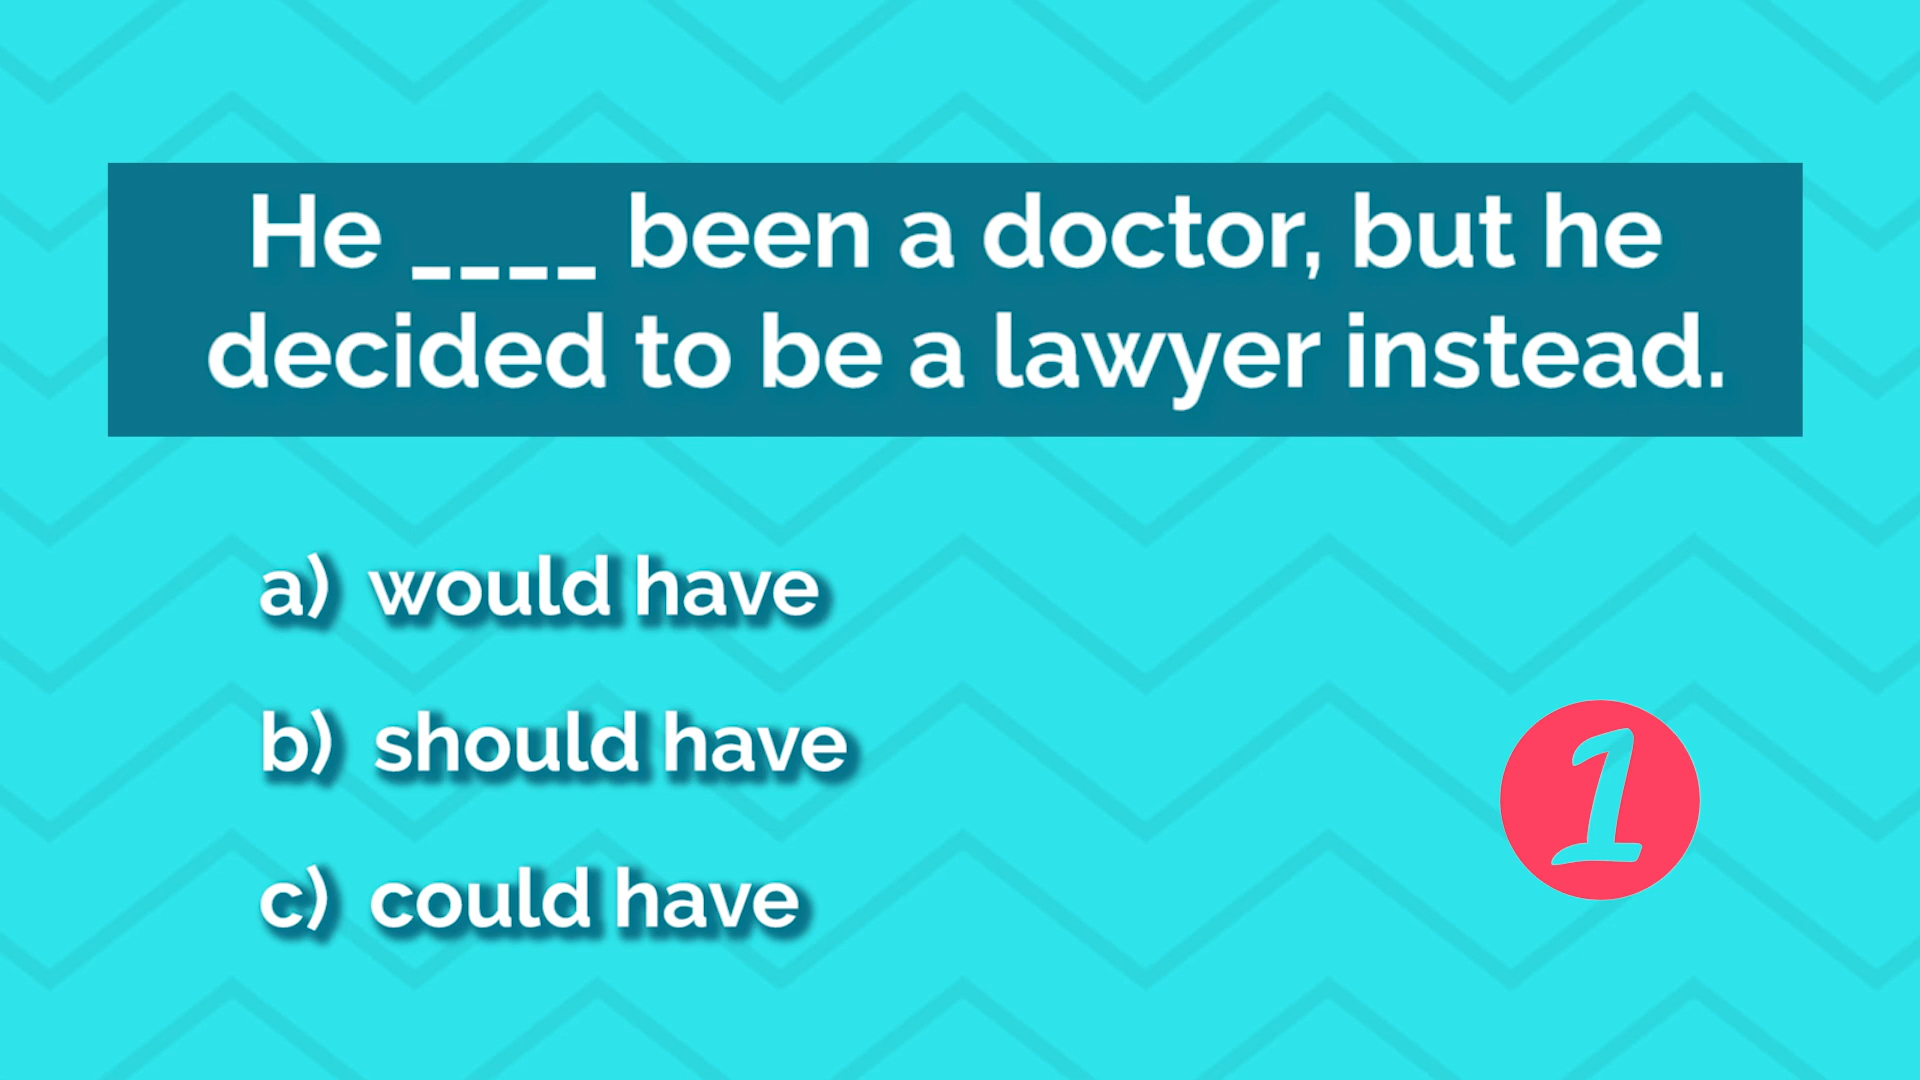 He ____ been a doctor, but he
decided to be a lawyer instead.
a) would have
b) should have
c) could have
1